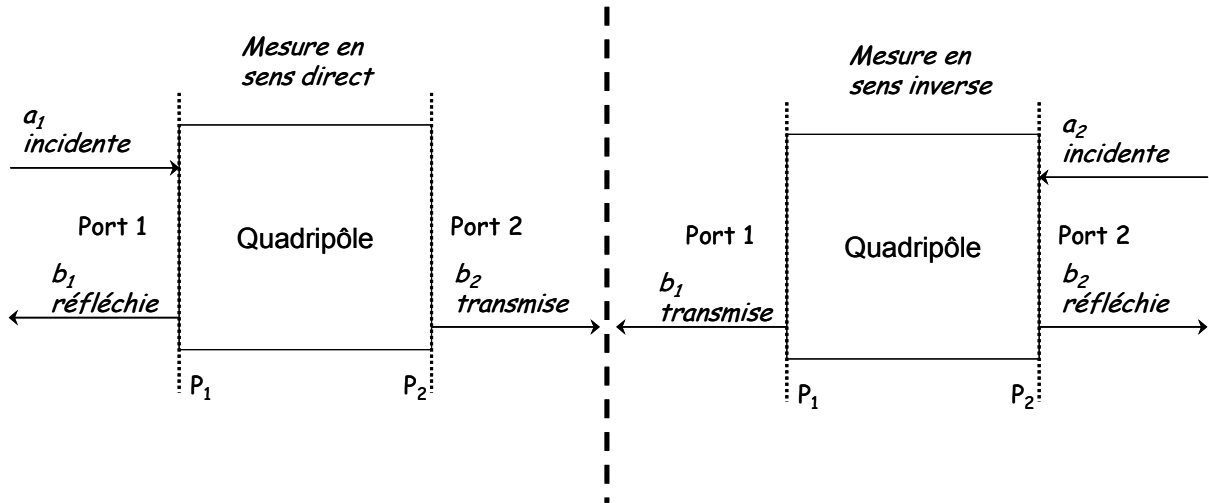 Mesure en
sens direct
a₁
incidente
Port 1
Quadripôle
Port 2
b₁
réfléchie
b₂
transmise
P₁
P₂
Mesure en
sens inverse
a₂
incidente
Port 1
Quadripôle
Port 2
b₁
transmise
b₂
réfléchie
P₁
P₂